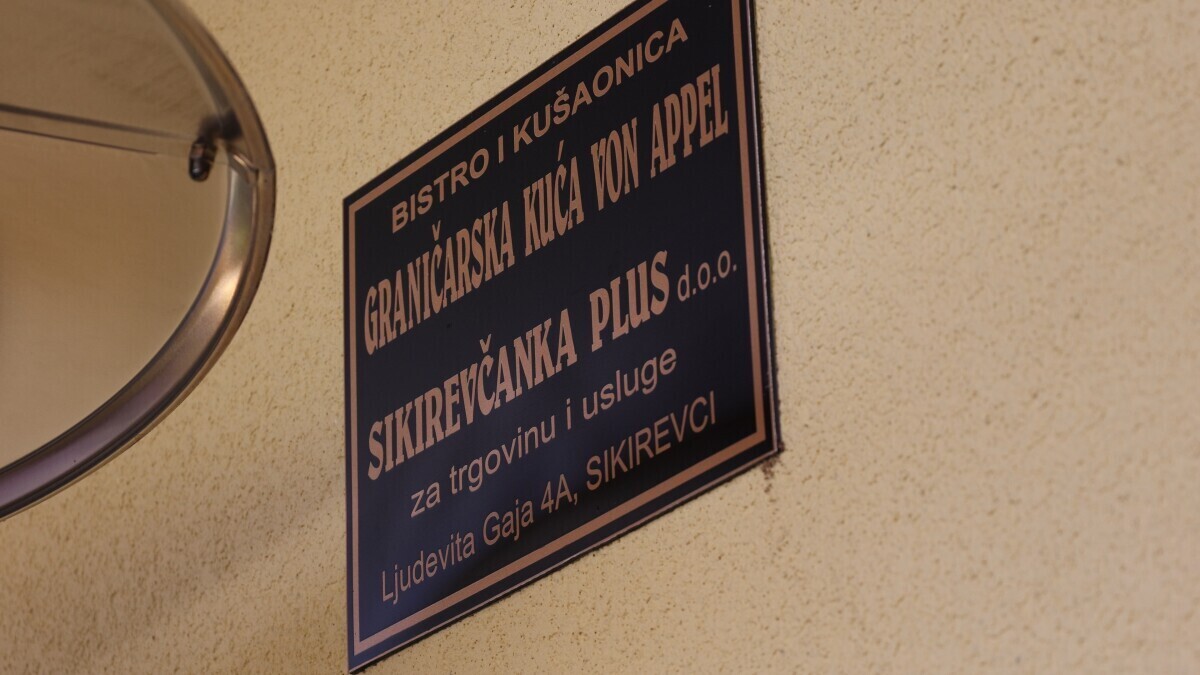 BISTRO I KUŠAONICA
GRANIČARSKA KUĆA VON APPEL
SIKIREVČANKA PLUS d.o.o.
za trgovinu i usluge
Ljudevita Gaja 4A, SIKIREVCI